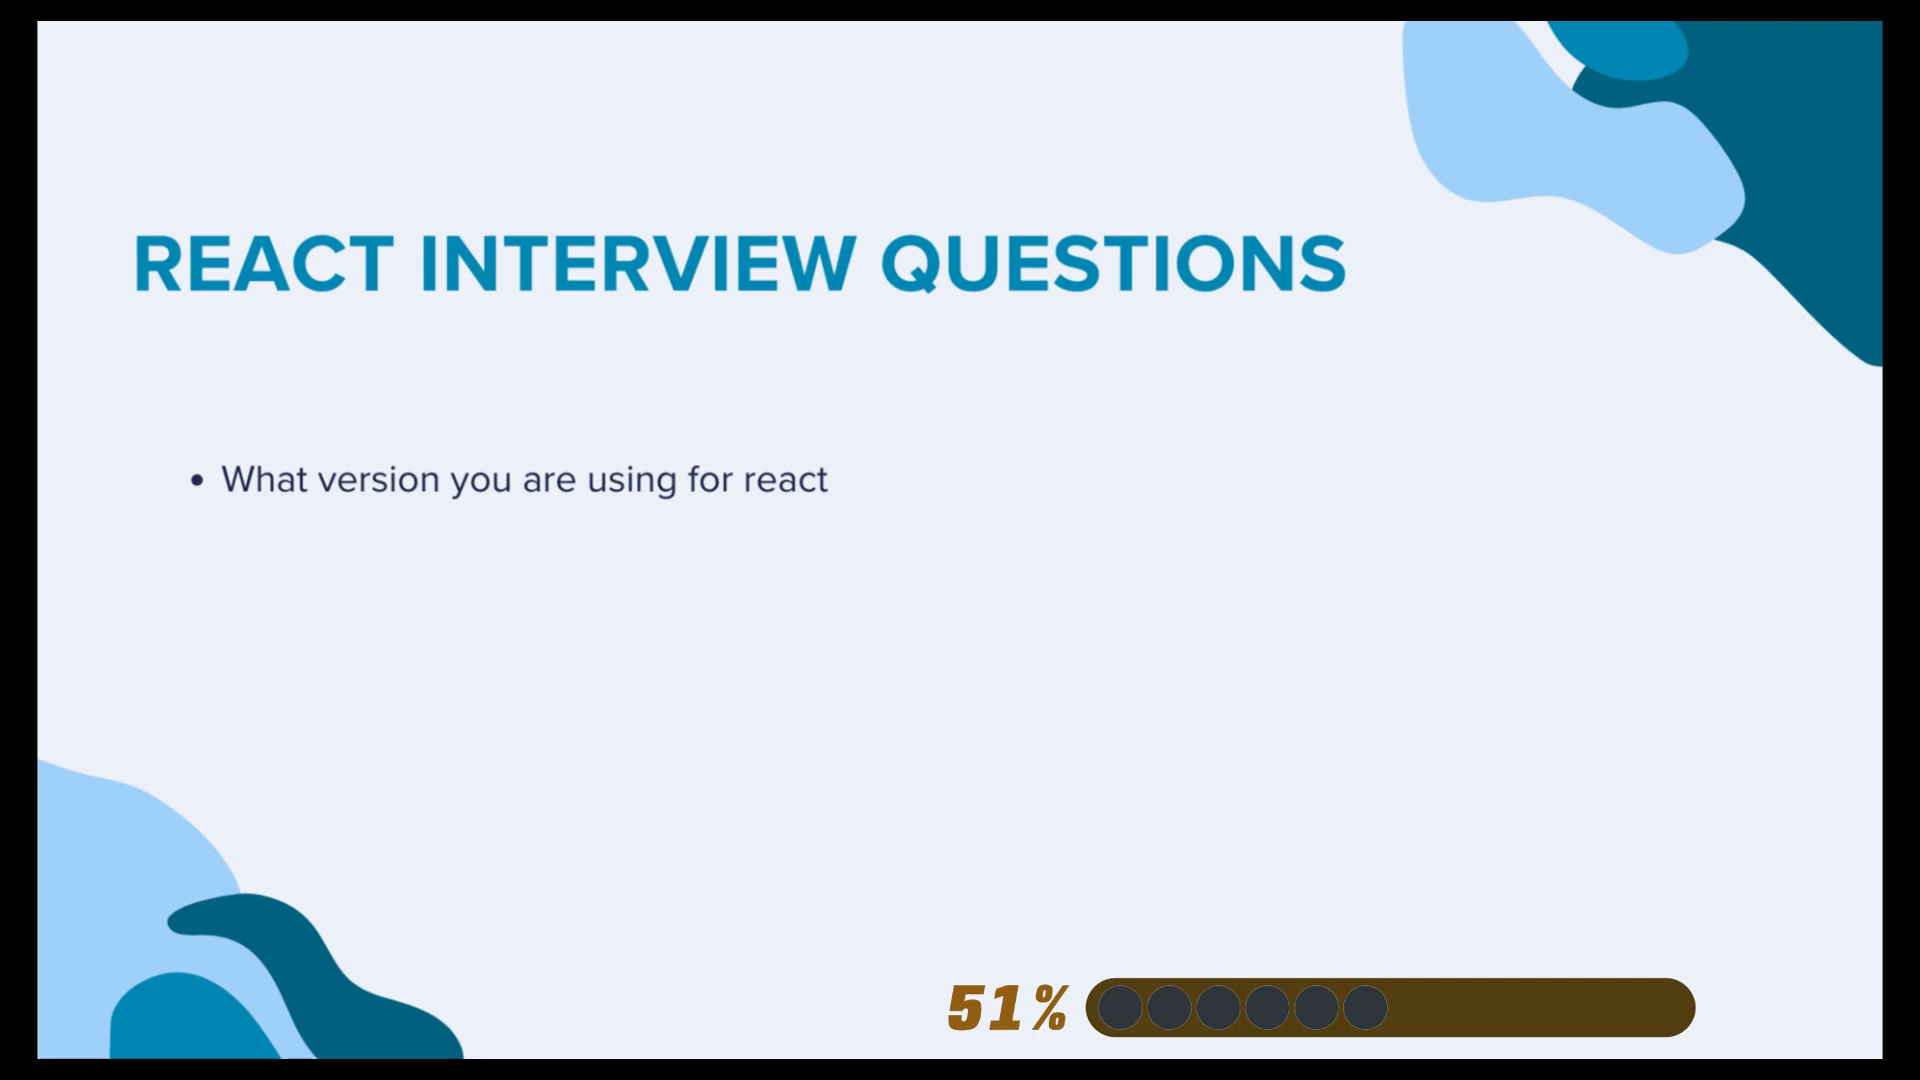 REACT INTERVIEW QUESTIONS
• What version you are using for react
51%